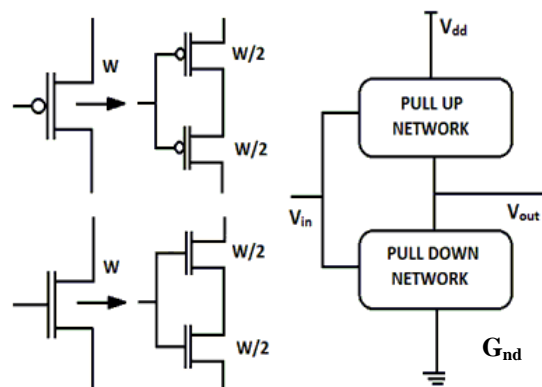 W
W/2
W/2
W
W/2
W/2
Vdd
PULL UP
NETWORK
Vin
Vout
PULL DOWN
NETWORK
Gnd